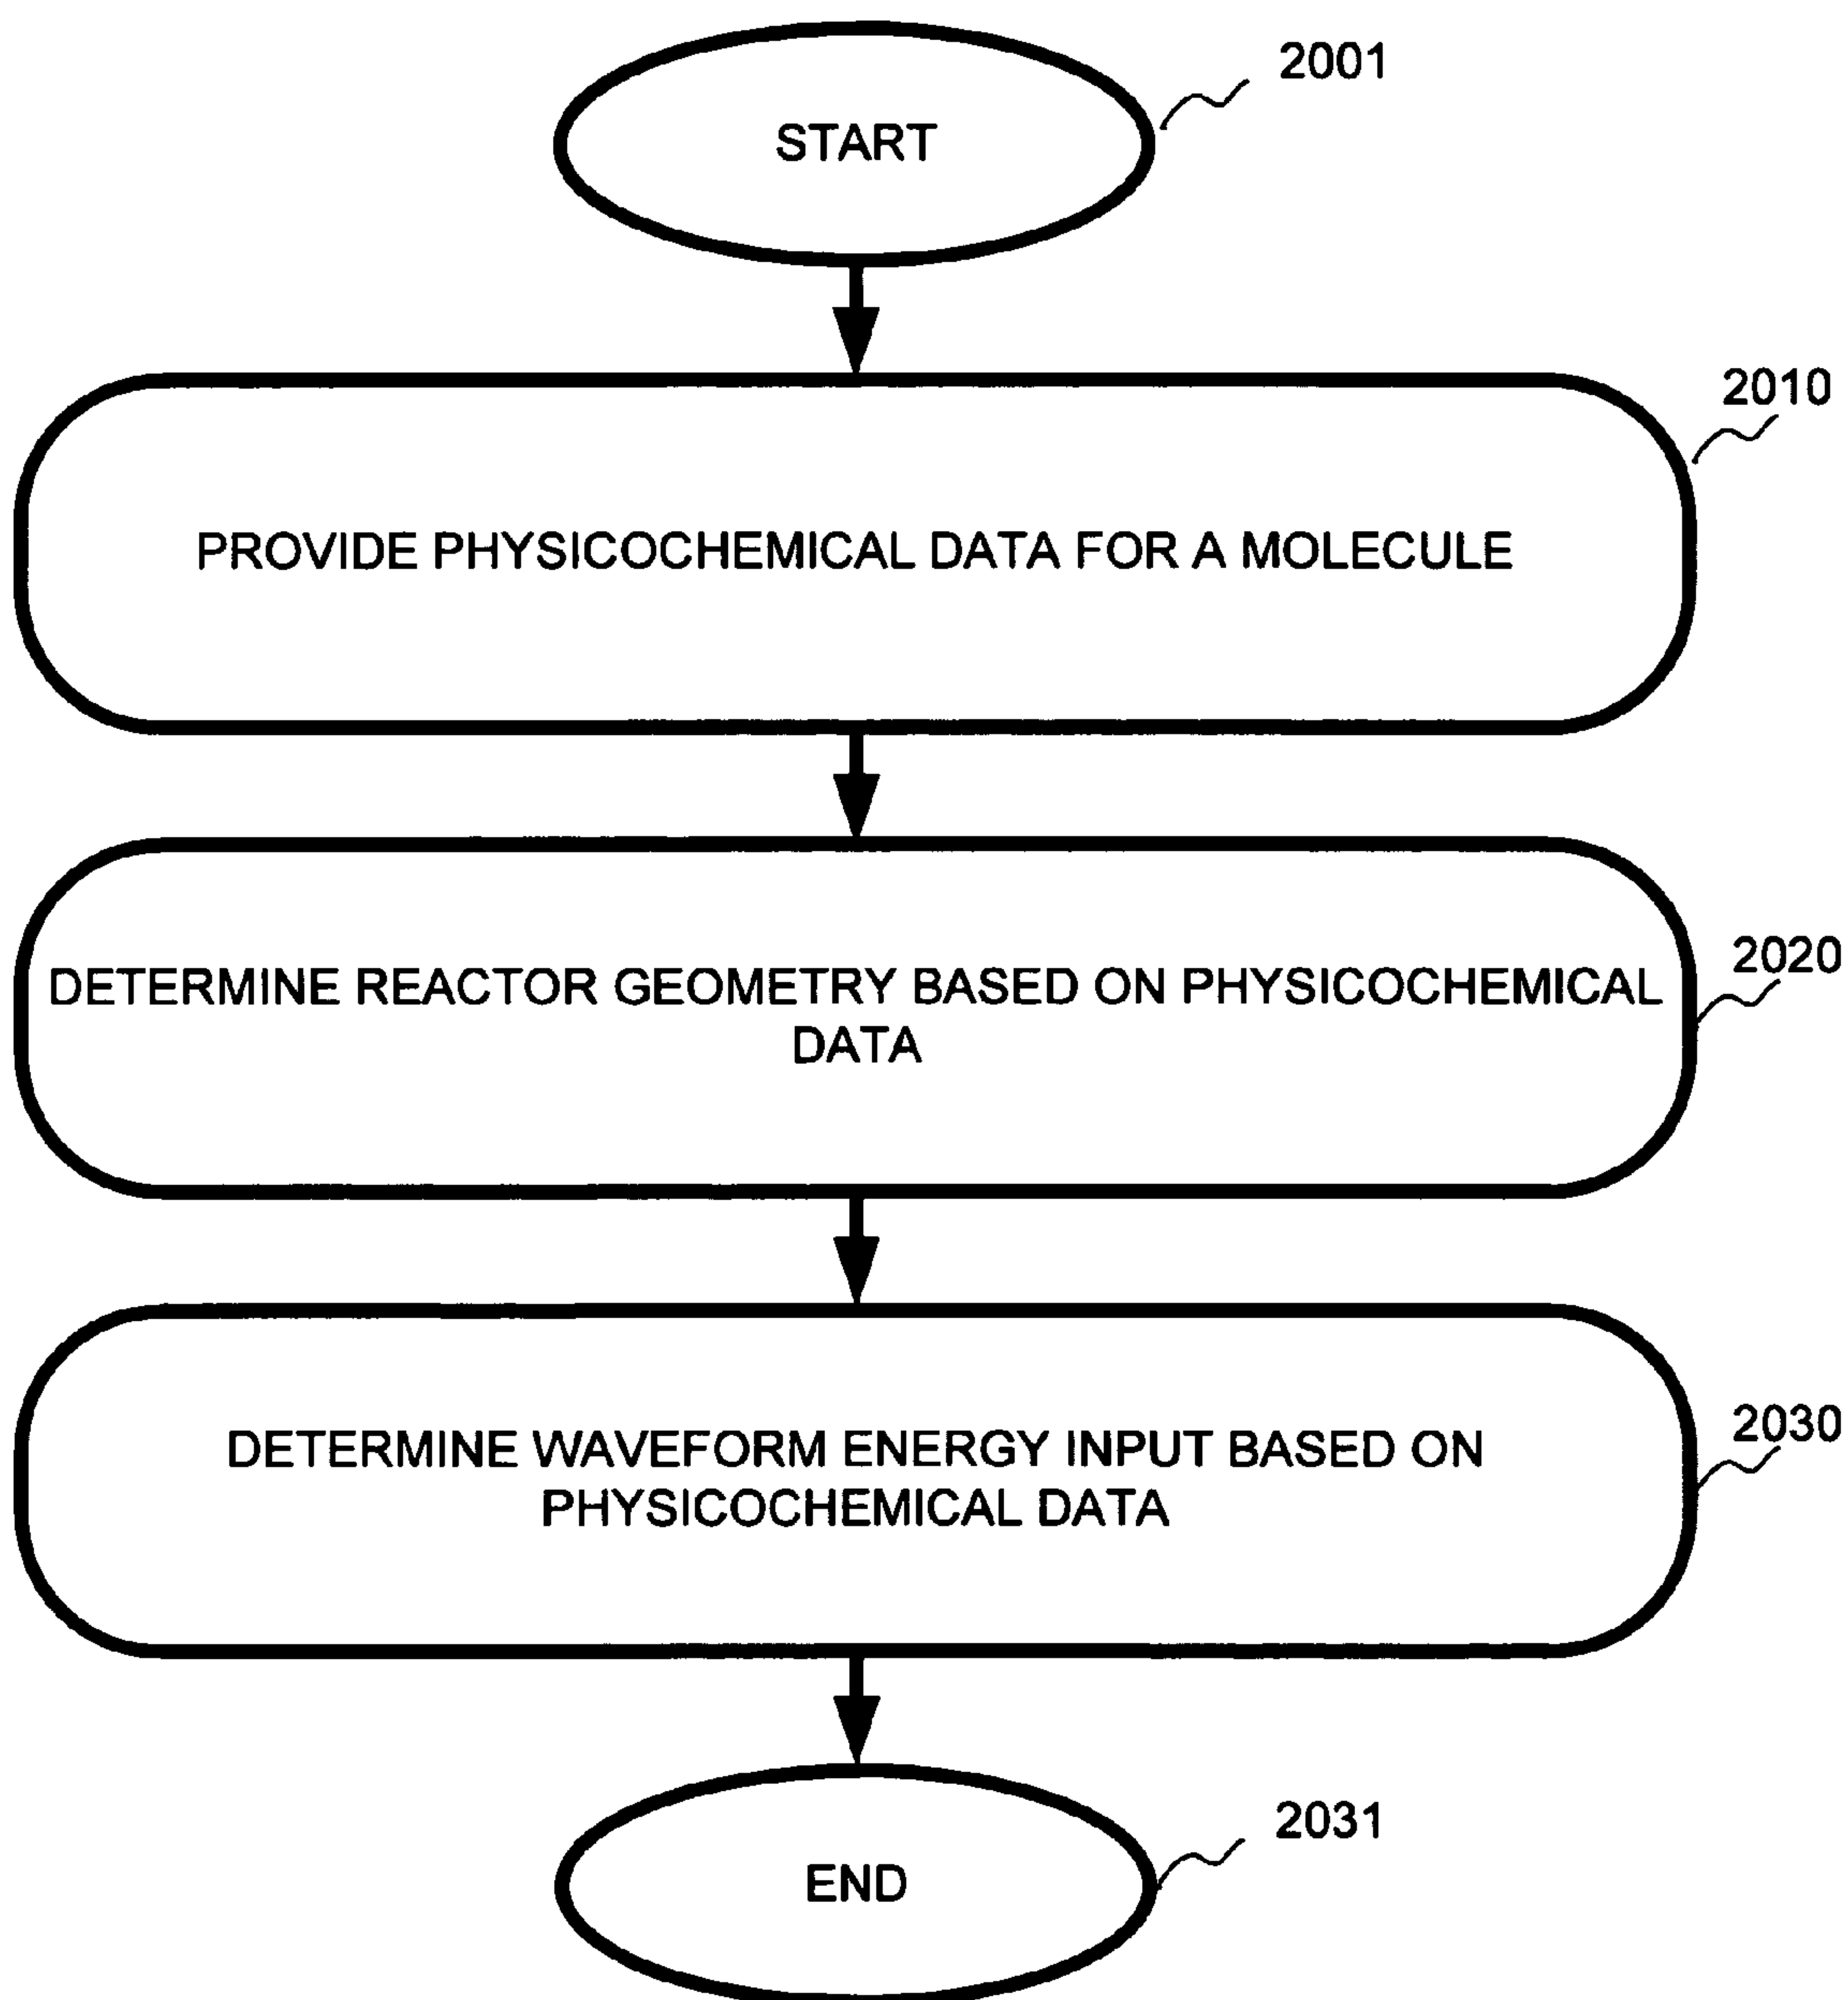 2001
START
2010
PROVIDE PHYSICOCHEMICAL DATA FOR A MOLECULE
2020
DETERMINE REACTOR GEOMETRY BASED ON PHYSICOCHEMICAL
DATA
2030
DETERMINE WAVEFORM ENERGY INPUT BASED ON
PHYSICOCHEMICAL DATA
2031
END